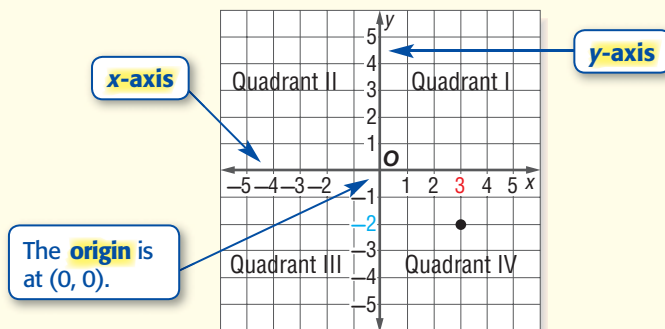 y
5
4
3
2
1
O
y-axis
x-axis
Quadrant II
Quadrant I
–5 –4 –3 –2
1 2 3 4 5 x
–1
–2
–3
–4
–5
The origin is
at (0, 0).
Quadrant III
Quadrant IV